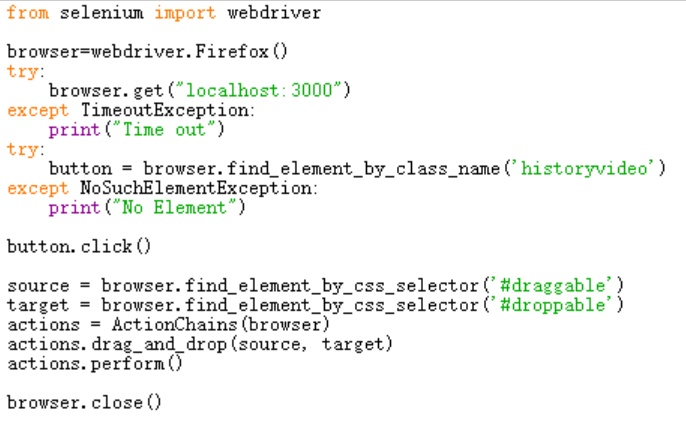 from selenium import webdriver
browser=webdriver.Firefox()
try:
    browser.get("localhost:3000")
except TimeoutException:
    print("Time out")
try:
    button = browser.find_element_by_class_name('historyvideo')
except NoSuchElementException:
    print("No Element")
button.click()
source = browser.find_element_by_css_selector('#draggable')
target = browser.find_element_by_css_selector('#droppable')
actions = ActionChains(browser)
actions.drag_and_drop(source, target)
actions.perform()
browser.close()